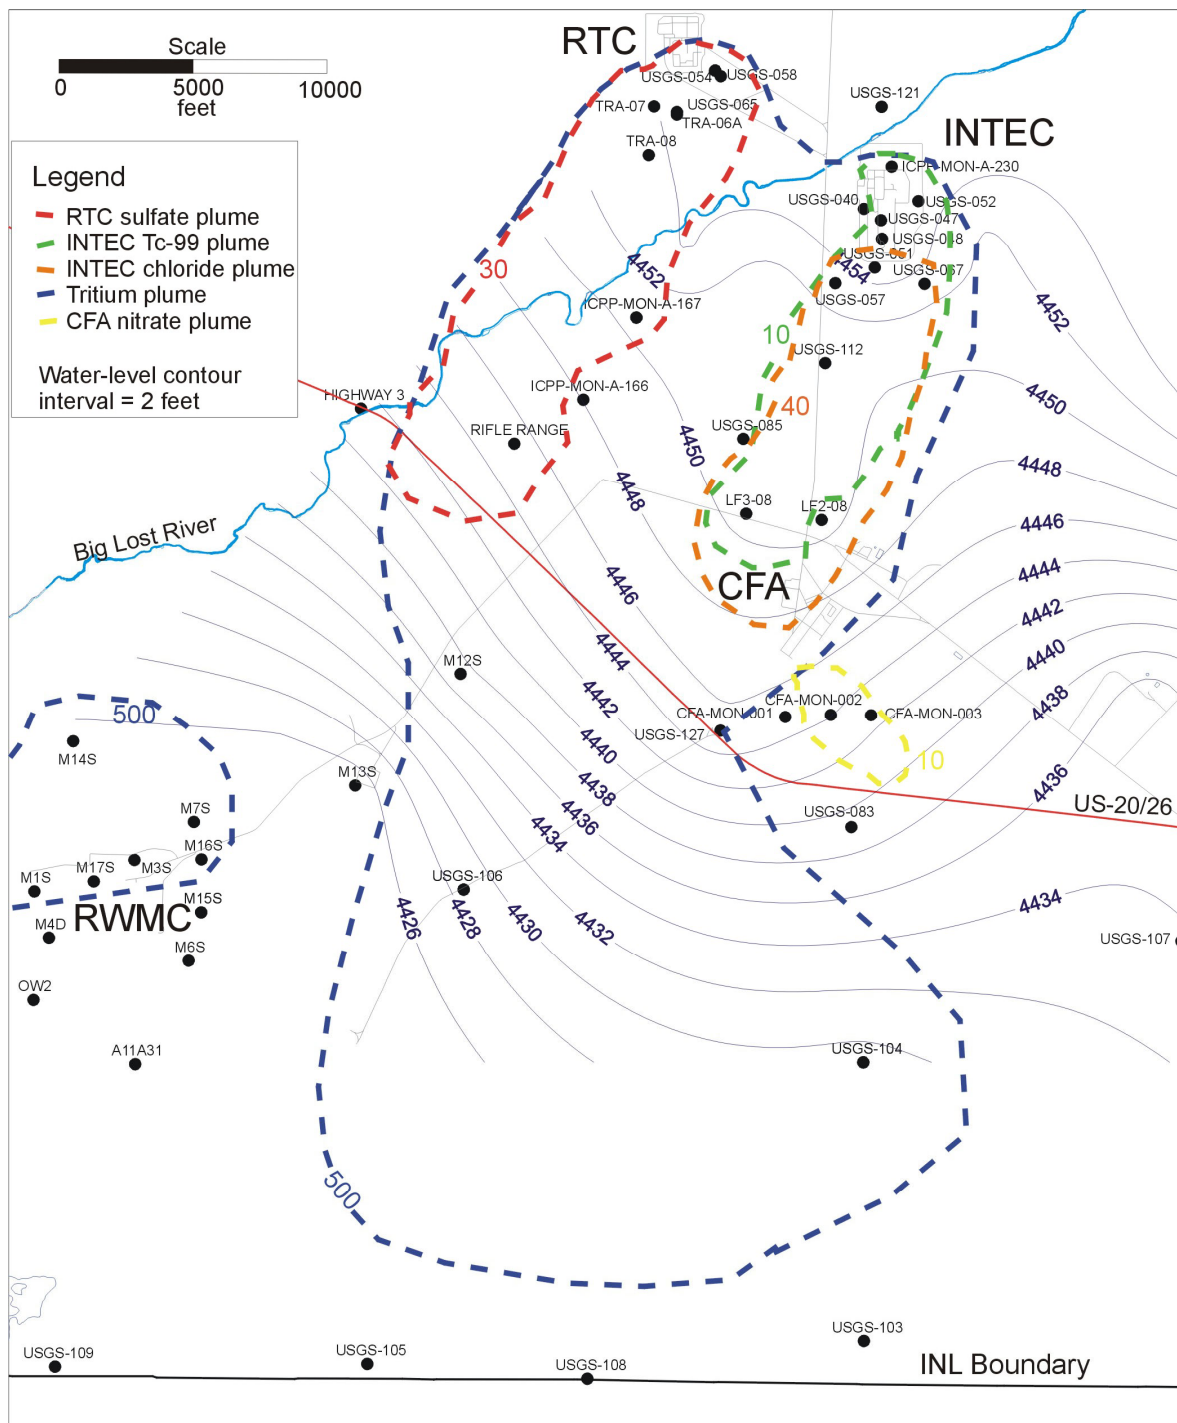 Scale
0
5000
10000
feet
RTC
USGS-054
USGS-058
TRA-07
USGS-065
TRA-06A
TRA-08
USGS-121
INTEC
ICPP-MON-A-230
Legend
RTC sulfate plume
INTEC Tc-99 plume
INTEC chloride plume
Tritium plume
CFA nitrate plume
Water-level contour
interval = 2 feet
USGS-040
USGS-052
USGS-047
USGS-048
USGS-051
USGS-067
USGS-057
30
4452
4454
4452
ICPP-MON-A-167
10
USGS-112
ICPP-MON-A-166
HIGHWAY 3
40
4450
RIFLE RANGE
USGS-085
4450
4448
4448
LF3-08
LF2-08
4446
Big Lost River
4446
CFA
4444
4442
4444
4440
M12S
4442
4438
CFA-MON-001
CFA-MON-002
CFA-MON-003
USGS-127
500
M14S
4440
10
M13S
4438
4436
US-20/26
M7S
4436
USGS-083
4434
M16S
M3S
M17S
M1S
USGS-106
4434
M15S
RWMC
M4D
4426
4428
4430
4432
USGS-107
M6S
OW2
A11A31
USGS-104
500
USGS-103
USGS-109
USGS-105
USGS-108
INL Boundary